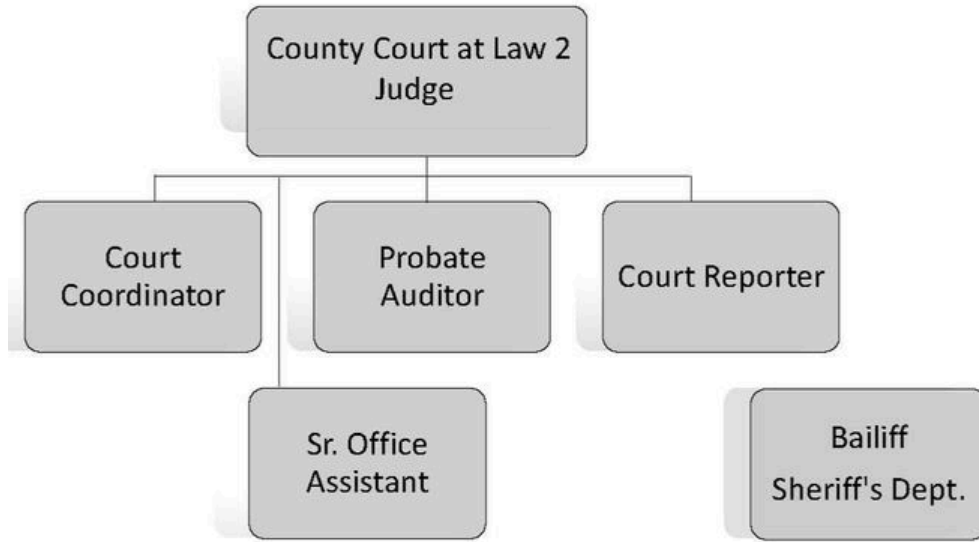 County Court at Law 2
Judge
Court
Coordinator
Probate
Auditor
Court Reporter
Sr. Office
Assistant
Bailiff
Sheriff's Dept.